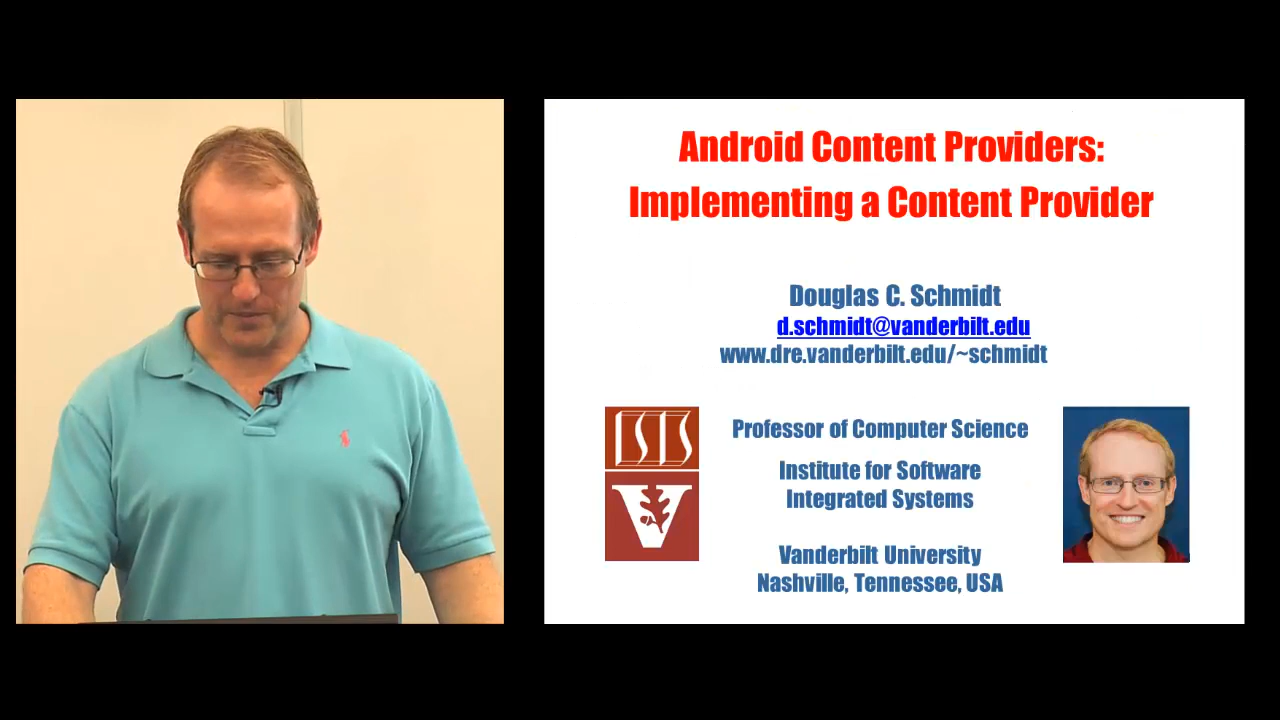 Android Content Providers:
Implementing a Content Provider
Douglas C. Schmidt
d.schmidt@vanderbilt.edu
www.dre.vanderbilt.edu/~schmidt
ISIS
V
Professor of Computer Science
Institute for Software
Integrated Systems
Vanderbilt University
Nashville, Tennessee, USA